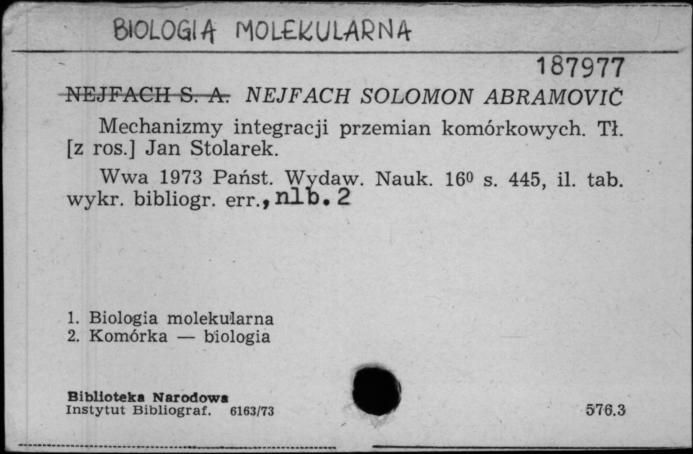 BIOLOGIA MOLEKULARNA
187977
NEJFACH S. A. NEJFACH SOLOMON ABRAMOVIČ
Mechanizmy integracji przemian komórkowych. Tł.
[z ros.] Jan Stolarek.
Wwa 1973 Państ. Wydaw. Nauk. 16⁰ s. 445, il. tab.
wykr. bibliogr. err., nlb. 2
1. Biologia molekularna
2. Komórka — biologia
Biblioteka Narodowa
Instytut Bibliograf. 6163/73
576.3